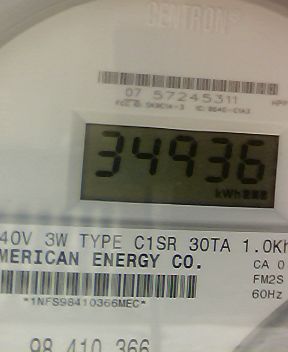 CENTRON®
07 57245311
34936
kWh
40V 3W TYPE C1SR 30TA 1.0Kh
MERICAN ENERGY CO.
CA 0
FM2S
60Hz
*1NFS98410366MEC*
98 410 366